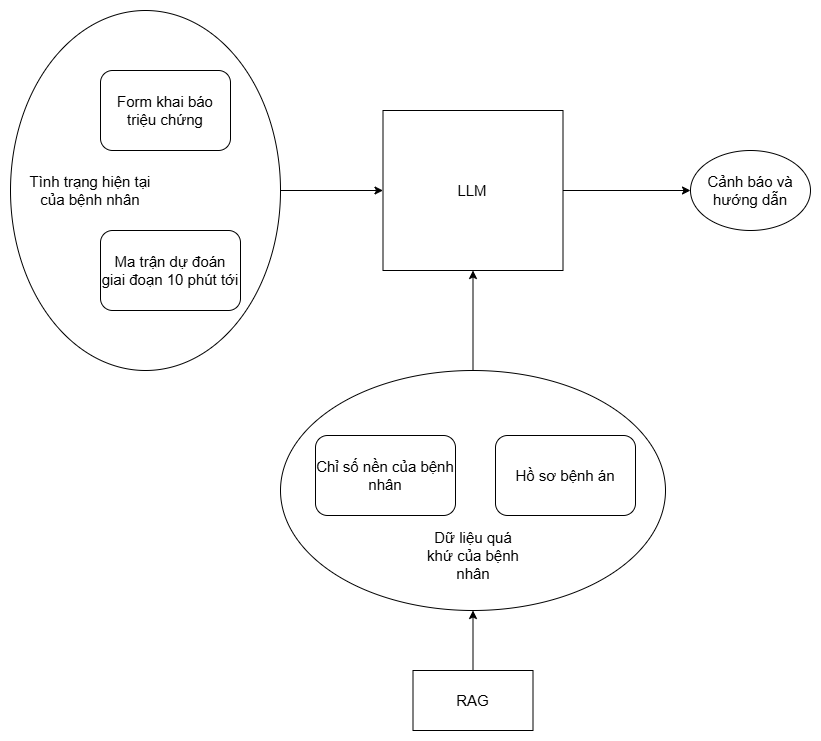 Form khai báo
triệu chứng
Tình trạng hiện tại
của bệnh nhân
Ma trận dự đoán
giai đoạn 10 phút tới
LLM
Cảnh báo và
hướng dẫn
Chỉ số nền của bệnh
nhân
Hồ sơ bệnh án
Dữ liệu quá
khứ của bệnh
nhân
RAG